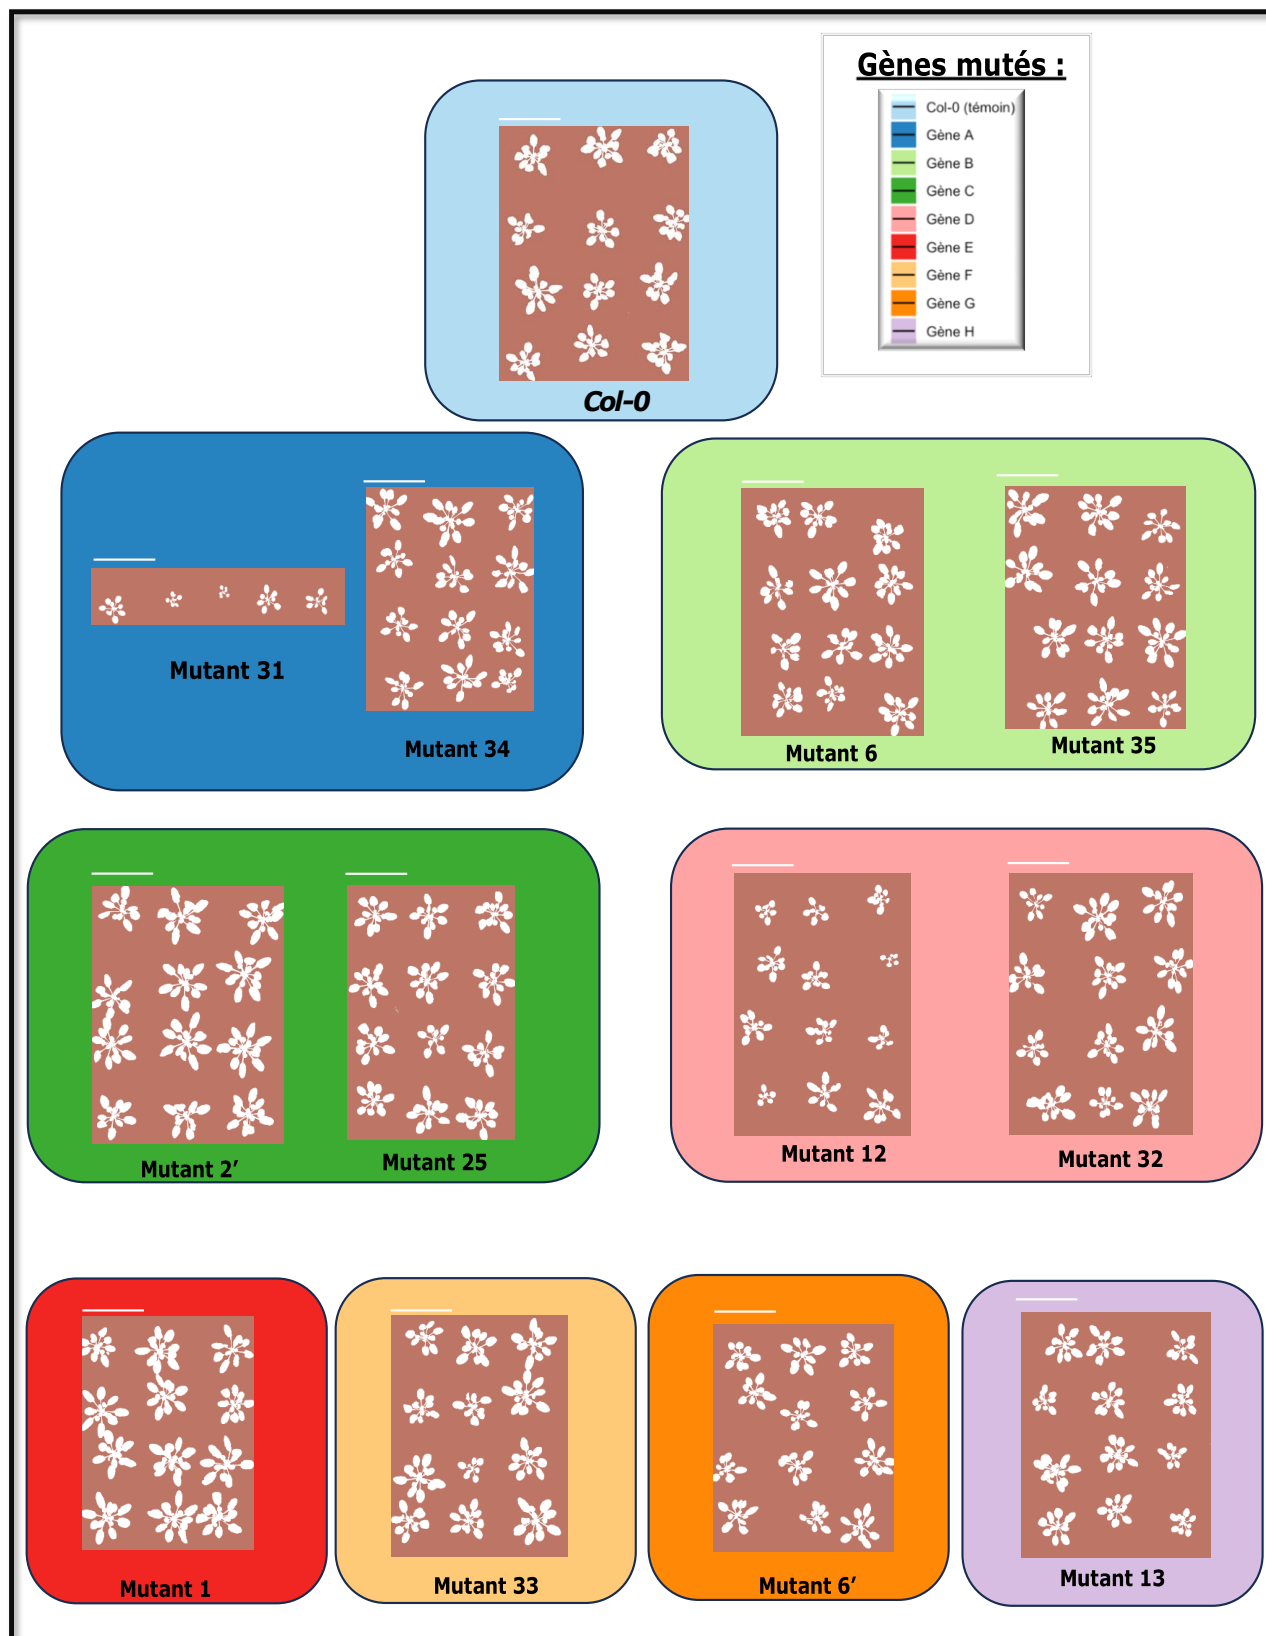 Gènes mutés :
Col-0 (témoin)
Gène A
Gène B
Gène C
Gène D
Gène E
Gène F
Gène G
Gène H
Col-0
Mutant 31
Mutant 34
Mutant 6
Mutant 35
Mutant 2’
Mutant 25
Mutant 12
Mutant 32
Mutant 1
Mutant 33
Mutant 6’
Mutant 13